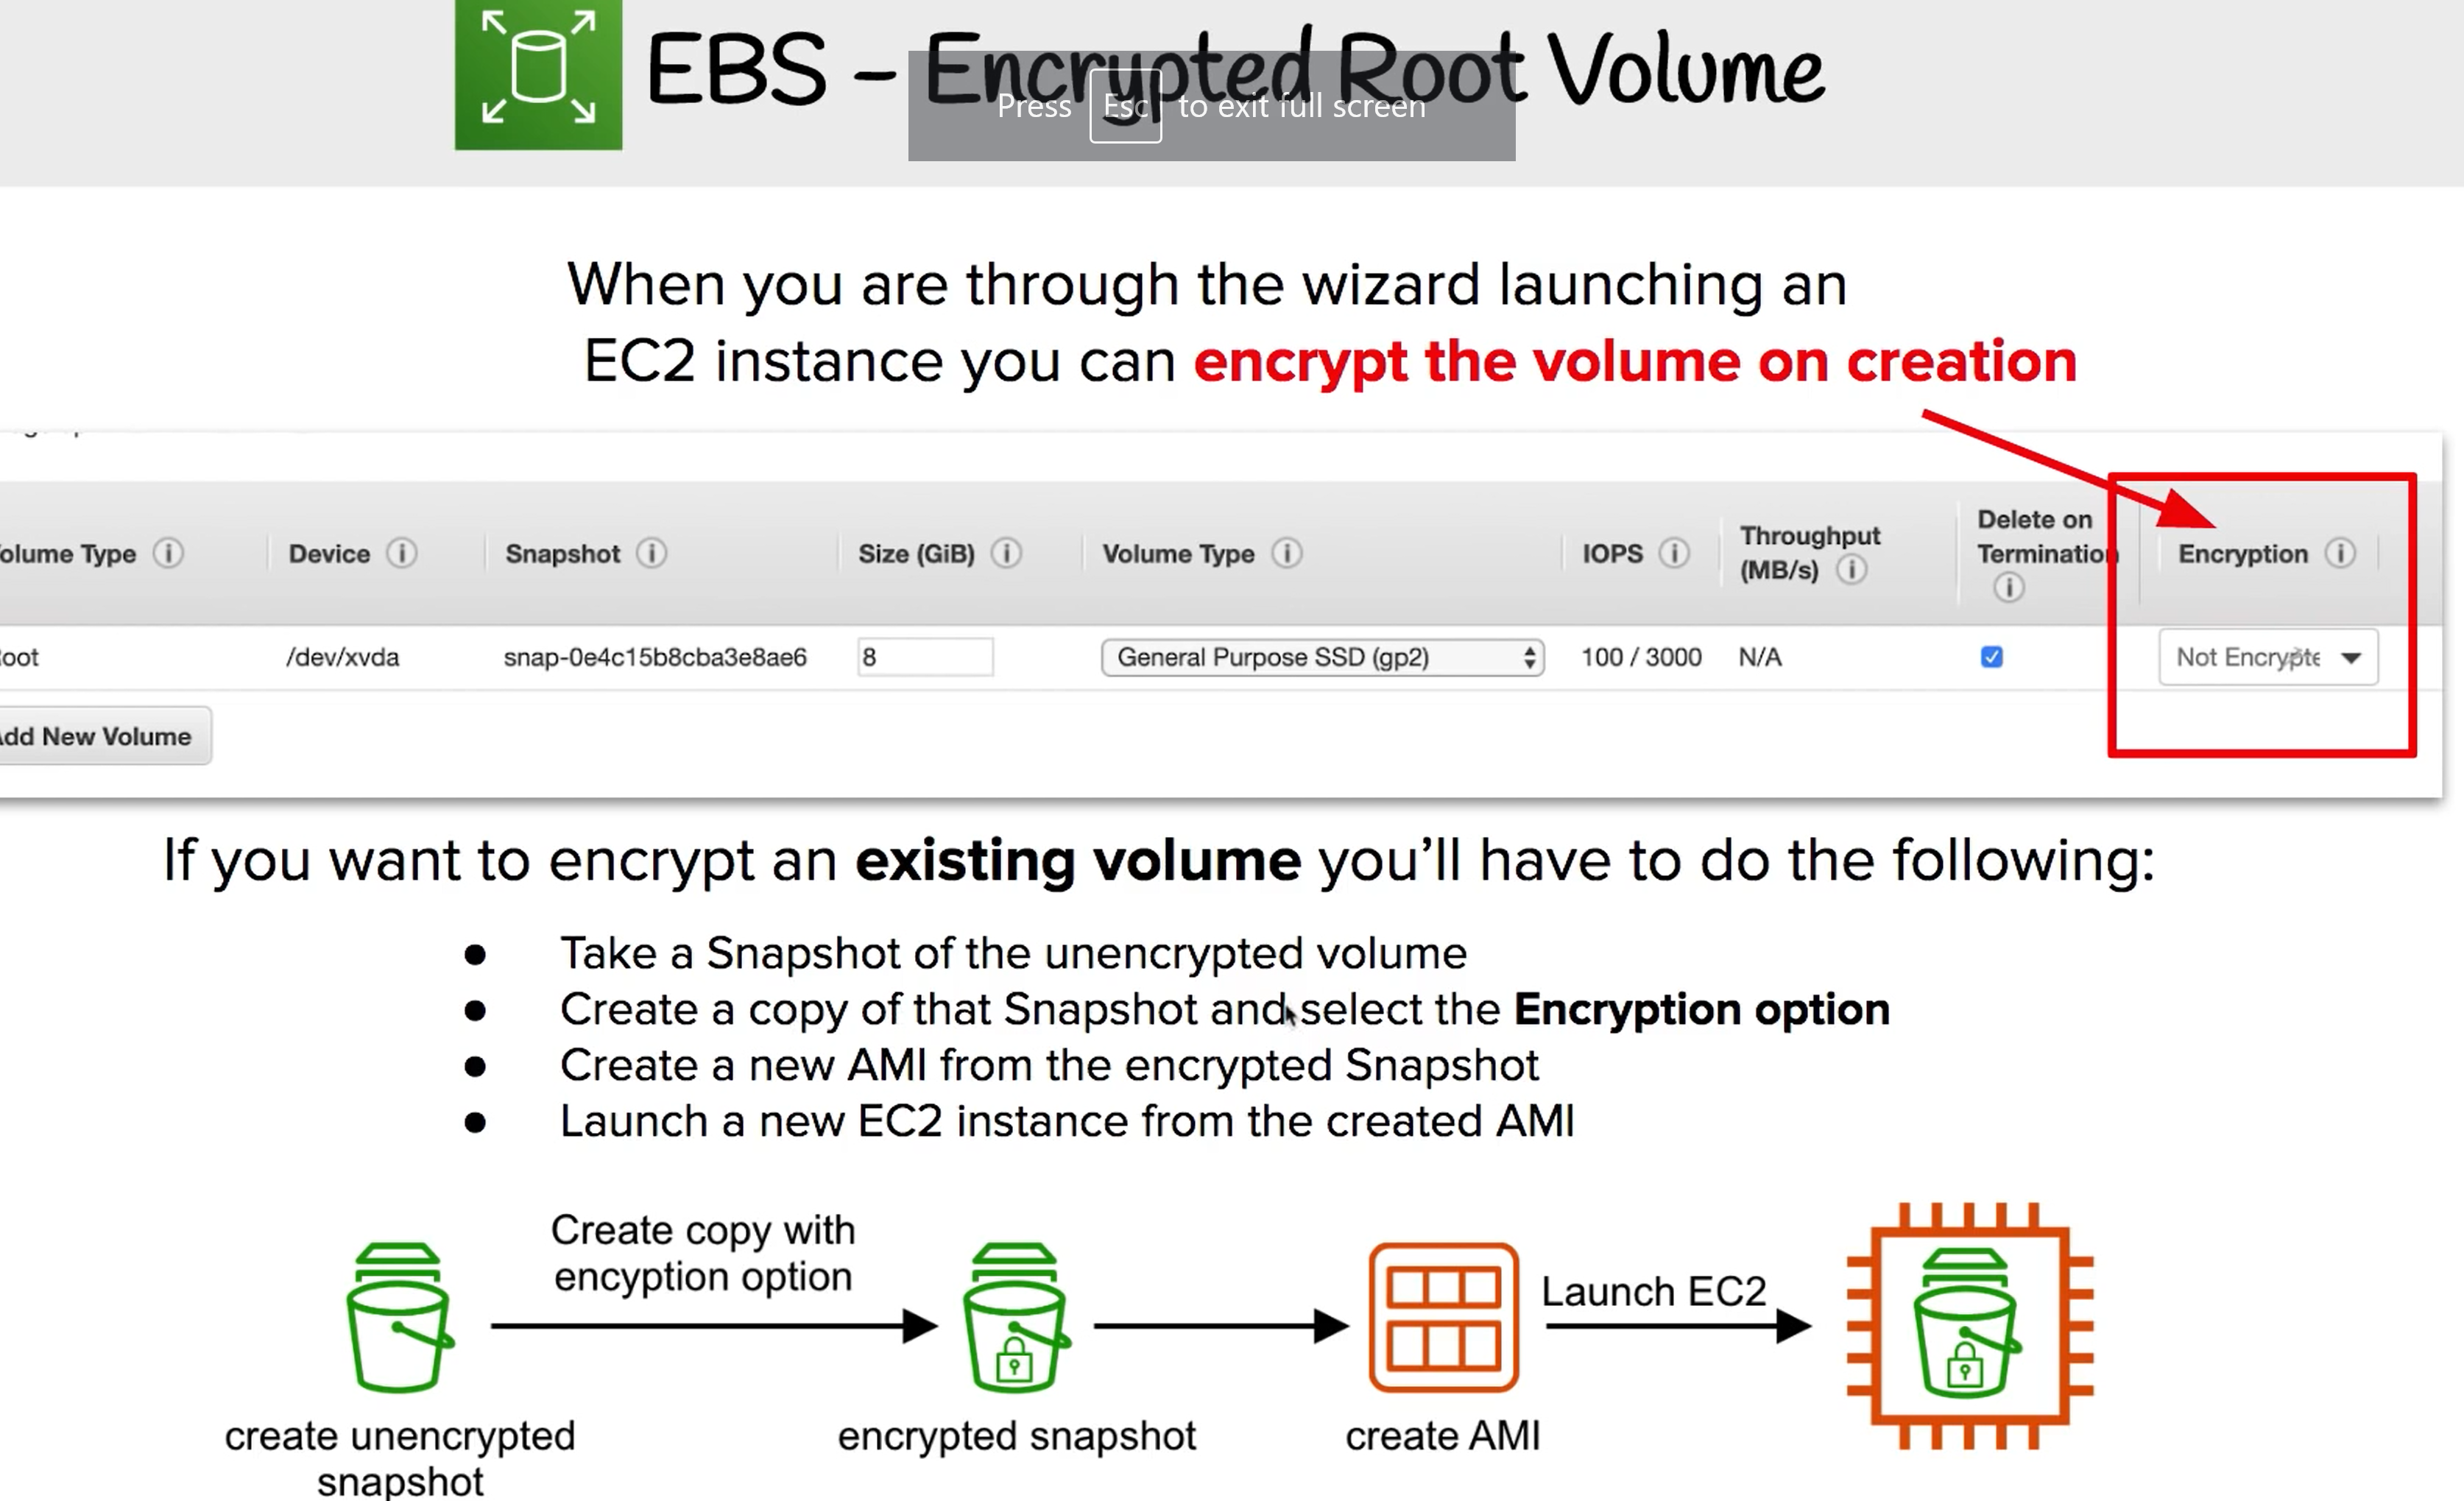 EBS – Encrypted Root Volume
Press Esc to exit full screen
When you are through the wizard launching an
EC2 instance you can encrypt the volume on creation
olume Type Device Snapshot Size (GiB) Volume Type IOPS Throughput (MB/s) Delete on Termination Encryption
oot /dev/xvda snap-0e4c15b8cba3e8ae6 8 General Purpose SSD (gp2) 100 / 3000 N/A Not Encrypte
dd New Volume
If you want to encrypt an existing volume you'll have to do the following:
● Take a Snapshot of the unencrypted volume
● Create a copy of that Snapshot and select the Encryption option
● Create a new AMI from the encrypted Snapshot
● Launch a new EC2 instance from the created AMI
Create copy with
encyption option
Launch EC2
create unencrypted
snapshot
encrypted snapshot
create AMI